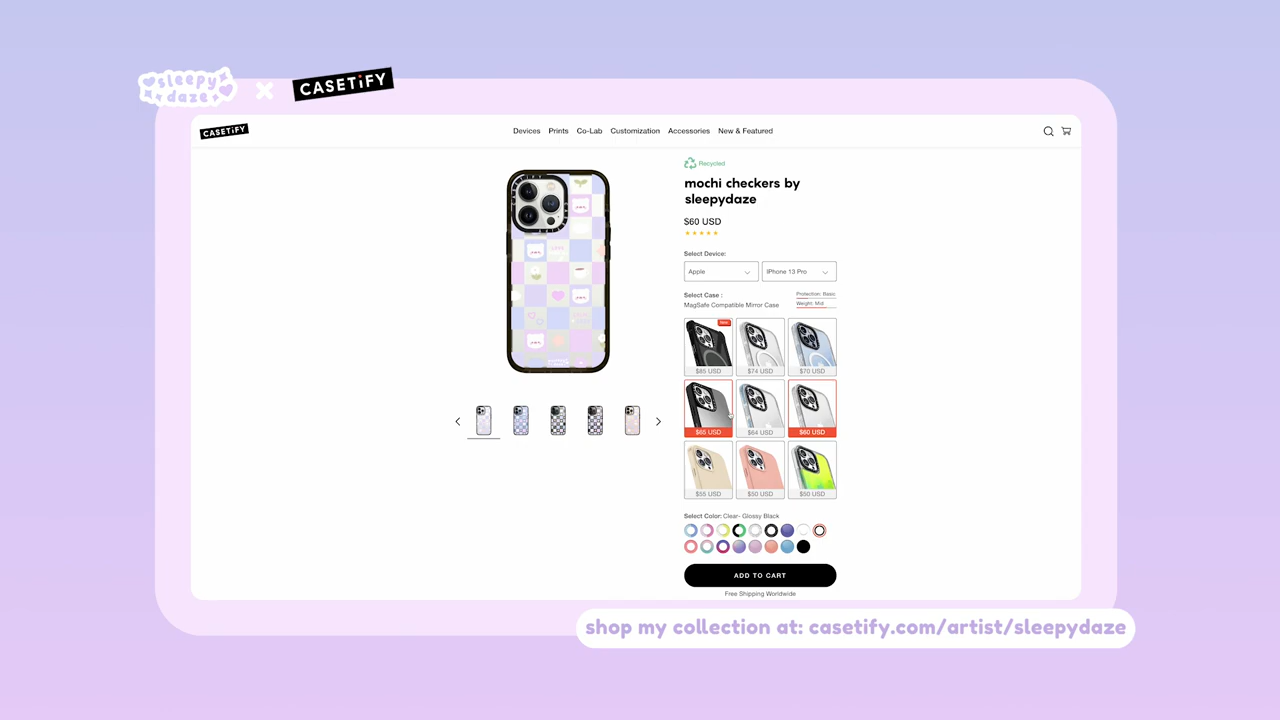 sleepy
daze
CASETiFY
CASETiFY
Devices Prints Co-Lab Customization Accessories New & Featured
Recycled
mochi checkers by
sleepydaze
$60 USD
Select Device:
Apple
iPhone 13 Pro
Select Case :
MagSafe Compatible Mirror Case
Protection: Basic
Weight: Mid
$85 USD $74 USD $70 USD
$65 USD $64 USD $60 USD
$55 USD $50 USD $50 USD
Select Color: Clear- Glossy Black
ADD TO CART
Free Shipping Worldwide
shop my collection at: casetify.com/artist/sleepydaze